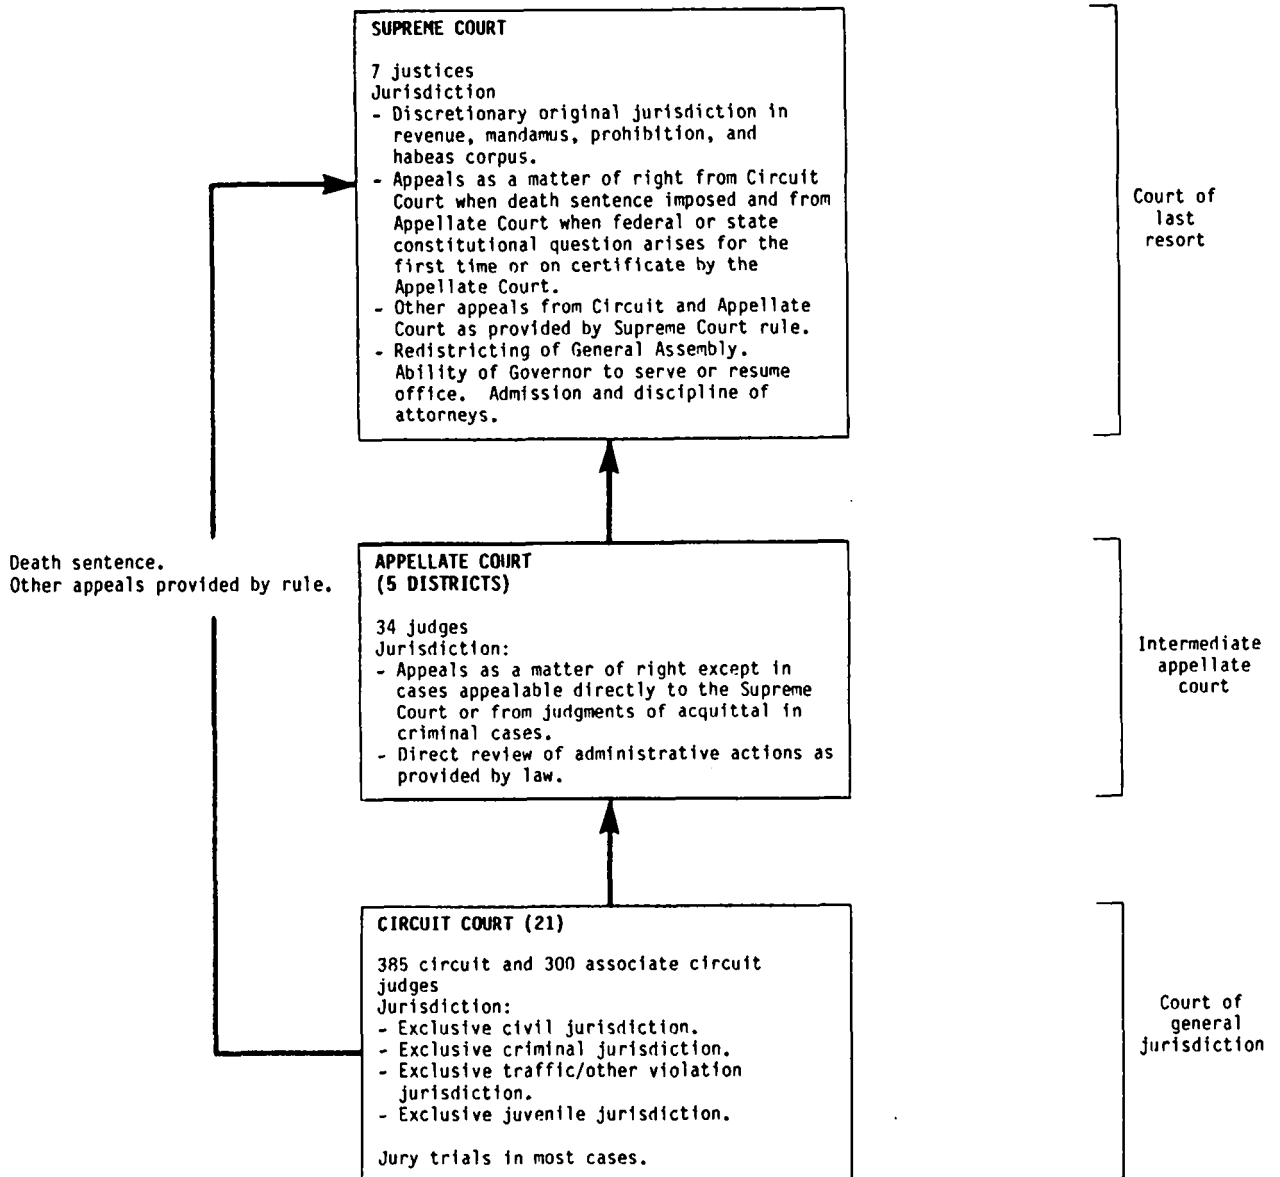 SUPREME COURT
7 justices
Jurisdiction
- Discretionary original jurisdiction in
revenue, mandamus, prohibition, and
habeas corpus.
- Appeals as a matter of right from Circuit
Court when death sentence imposed and from
Appellate Court when federal or state
constitutional question arises for the
first time or on certificate by the
Appellate Court.
- Other appeals from Circuit and Appellate
Court as provided by Supreme Court rule.
- Redistricting of General Assembly.
Ability of Governor to serve or resume
office. Admission and discipline of
attorneys.
Court of
last
resort
Death sentence.
Other appeals provided by rule.
APPELLATE COURT
(5 DISTRICTS)
34 judges
Jurisdiction:
- Appeals as a matter of right except in
cases appealable directly to the Supreme
Court or from judgments of acquittal in
criminal cases.
- Direct review of administrative actions as
provided by law.
Intermediate
appellate
court
CIRCUIT COURT (21)
385 circuit and 300 associate circuit
judges
Jurisdiction:
- Exclusive civil jurisdiction.
- Exclusive criminal jurisdiction.
- Exclusive traffic/other violation
jurisdiction.
- Exclusive juvenile jurisdiction.
Jury trials in most cases.
Court of
general
jurisdiction